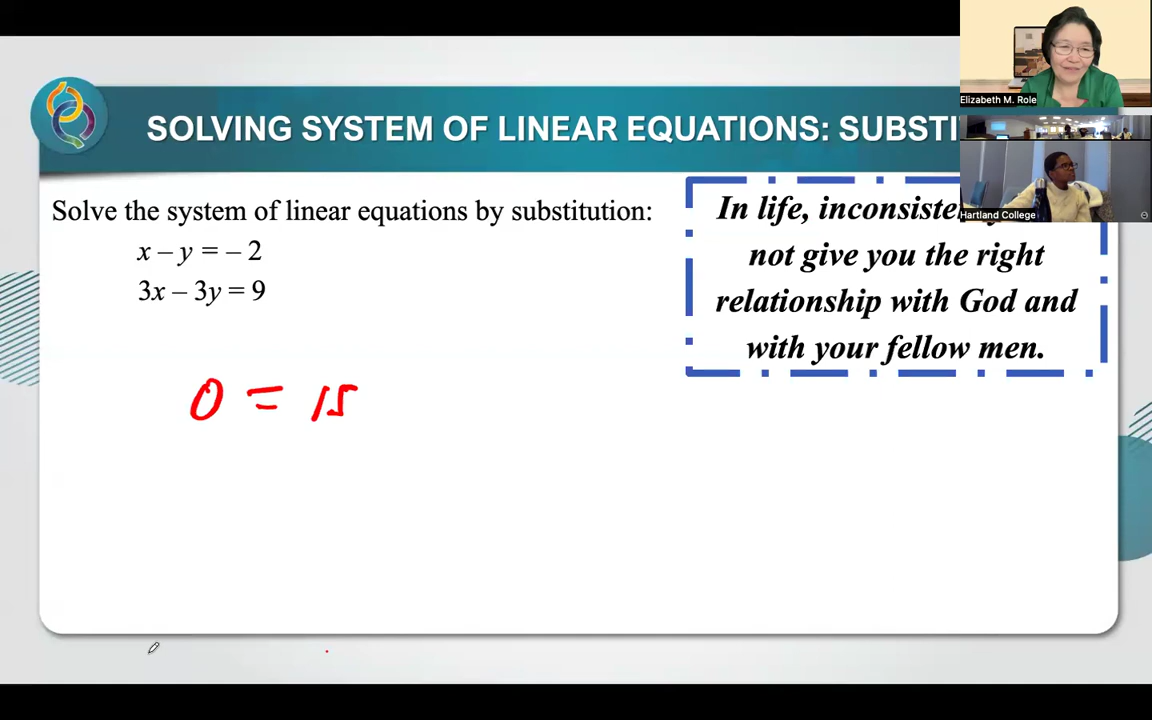 SOLVING SYSTEM OF LINEAR EQUATIONS: SUBSTI
Solve the system of linear equations by substitution:
x – y = – 2
3x – 3y = 9
0 = 15
In life, inconsiste
not give you the right
relationship with God and
with your fellow men.
Elizabeth M. Role
Hartland College